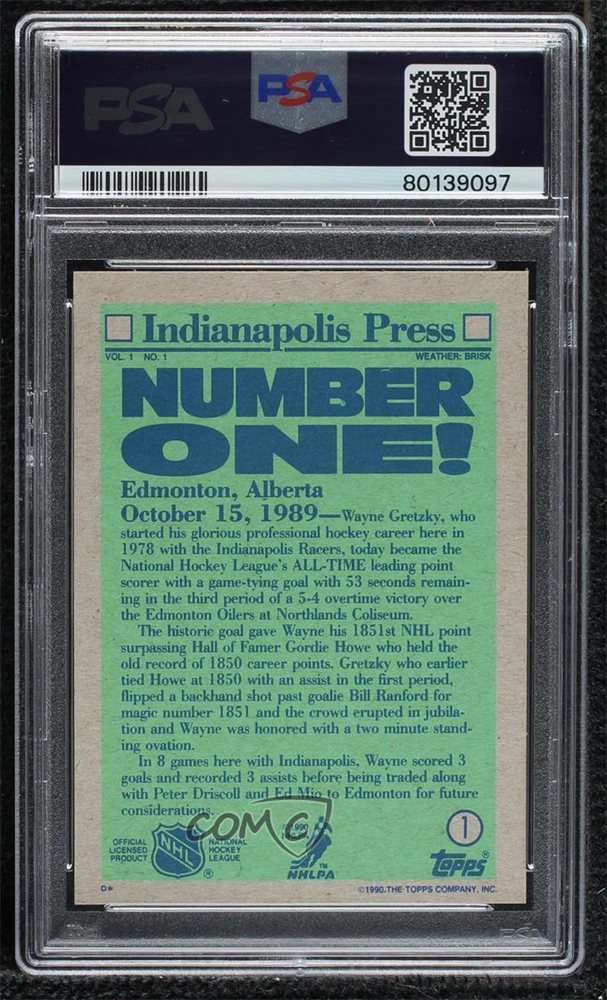 PSA
PSA
80139097
Indianapolis Press
VOL. 1 NO. 1 WEATHER: BRISK
NUMBER
ONE!
Edmonton, Alberta
October 15, 1989—Wayne Gretzky, who
started his glorious professional hockey career here in
1978 with the Indianapolis Racers, today became the
National Hockey League's ALL-TIME leading point
scorer with a game-tying goal with 53 seconds remain-
ing in the third period of a 5-4 overtime victory over
the Edmonton Oilers at Northlands Coliseum.
The historic goal gave Wayne his 1851st NHL point
surpassing Hall of Famer Gordie Howe who held the
old record of 1850 career points. Gretzky who earlier
tied Howe at 1850 with an assist in the first period,
flipped a backhand shot past goalie Bill Ranford for
magic number 1851 and the crowd erupted in jubila-
tion and Wayne was honored with a two minute stand-
ing ovation.
In 8 games here with Indianapolis, Wayne scored 3
goals and recorded 3 assists before being traded along
with Peter Driscoll and Ed Mio to Edmonton for future
considerations.
COMC
OFFICIAL
LICENSED
PRODUCT
NHL
®
NATIONAL
HOCKEY
LEAGUE
©1990
NHLPA
NHLPA
1
TOPPS®
D* ©1990-THE TOPPS COMPANY, INC.
PSA